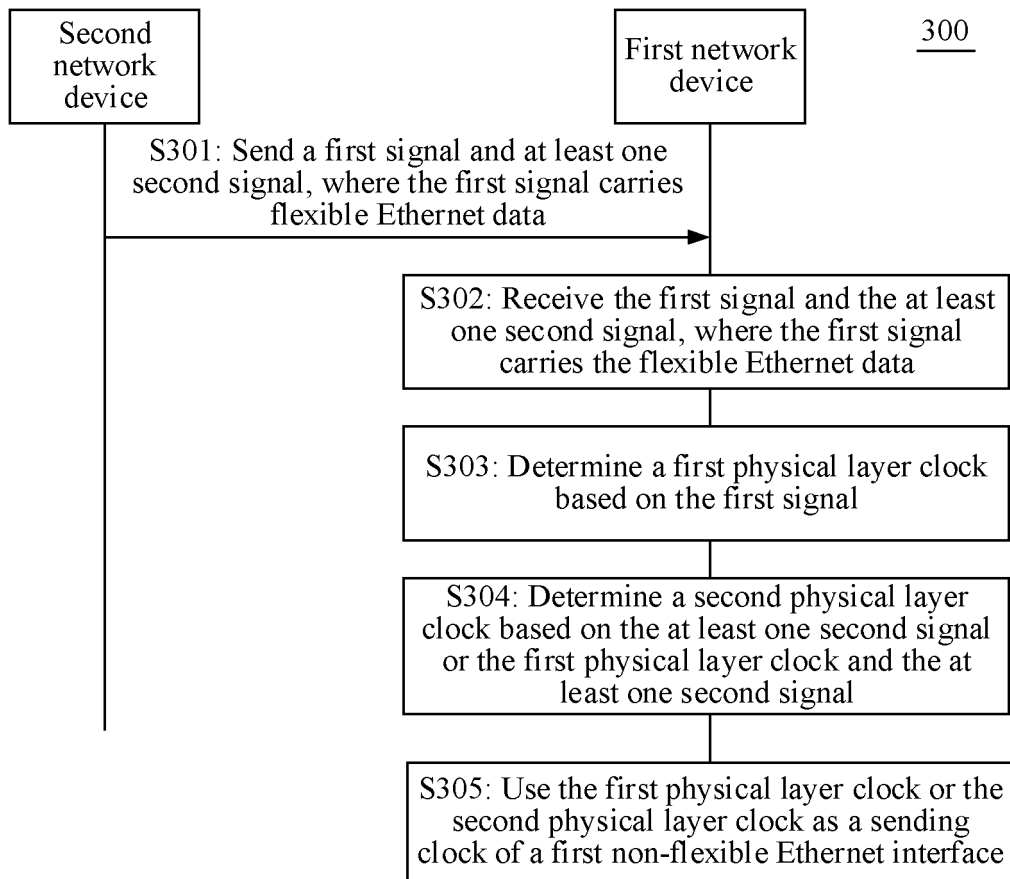 Second
network
device
First network
device
300
S301: Send a first signal and at least one
second signal, where the first signal carries
flexible Ethernet data
S302: Receive the first signal and the at least
one second signal, where the first signal
carries the flexible Ethernet data
S303: Determine a first physical layer clock
based on the first signal
S304: Determine a second physical layer
clock based on the at least one second signal
or the first physical layer clock and the at
least one second signal
S305: Use the first physical layer clock or the
second physical layer clock as a sending
clock of a first non-flexible Ethernet interface